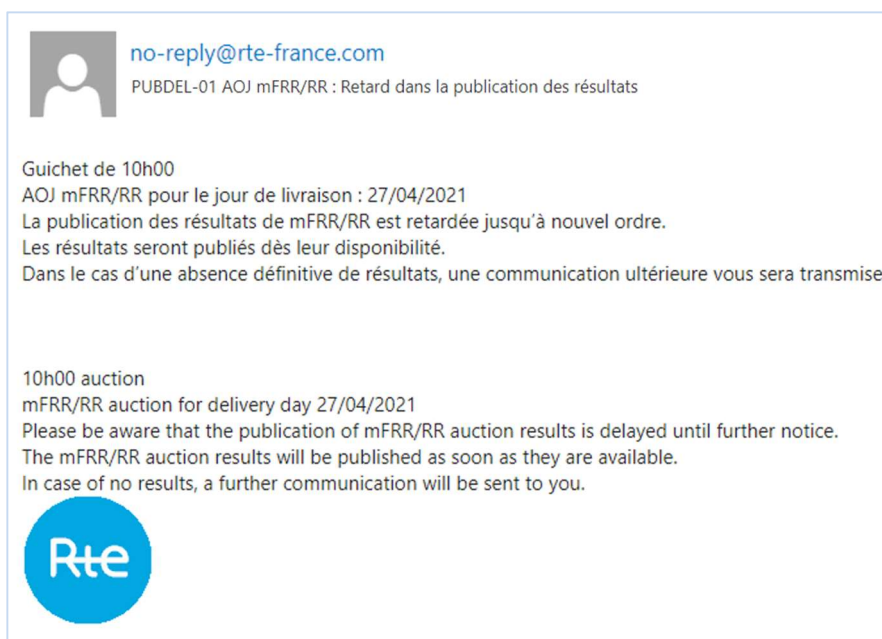 no-reply@rte-france.com
PUBDEL-01 AOJ mFRR/RR : Retard dans la publication des résultats
Guichet de 10h00
AOJ mFRR/RR pour le jour de livraison : 27/04/2021
La publication des résultats de mFRR/RR est retardée jusqu'à nouvel ordre.
Les résultats seront publiés dès leur disponibilité.
Dans le cas d'une absence définitive de résultats, une communication ultérieure vous sera transmise
10h00 auction
mFRR/RR auction for delivery day 27/04/2021
Please be aware that the publication of mFRR/RR auction results is delayed until further notice.
The mFRR/RR auction results will be published as soon as they are available.
In case of no results, a further communication will be sent to you.
Rte